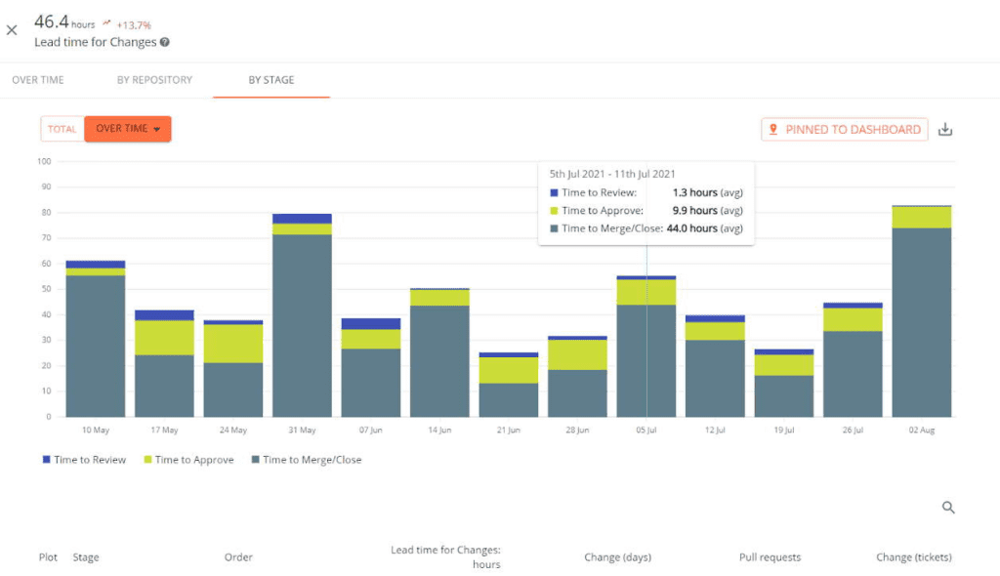 46.4 hours +13.7%
Lead time for Changes ?
OVER TIME BY REPOSITORY BY STAGE
TOTAL OVER TIME PINNED TO DASHBOARD
100
90
80
70
60
50
40
30
20
10
0
5th Jul 2021 - 11th Jul 2021
Time to Review: 1.3 hours (avg)
Time to Approve: 9.9 hours (avg)
Time to Merge/Close: 44.0 hours (avg)
10 May 17 May 24 May 31 May 07 Jun 14 Jun 21 Jun 28 Jun 05 Jul 12 Jul 19 Jul 26 Jul 02 Aug
Time to Review Time to Approve Time to Merge/Close
Plot Stage Order Lead time for Changes: Change (days) Pull requests Change (tickets)
hours